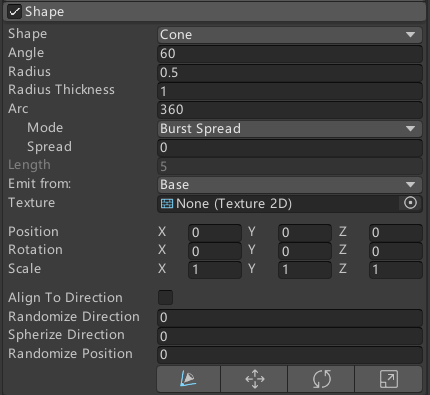 Shape
Shape Cone
Angle 60
Radius 0.5
Radius Thickness 1
Arc 360
Mode Burst Spread
Spread 0
Length 5
Emit from: Base
Texture None (Texture 2D)
Position X 0 Y 0 Z 0
Rotation X 0 Y 0 Z 0
Scale X 1 Y 1 Z 1
Align To Direction
Randomize Direction 0
Spherize Direction 0
Randomize Position 0